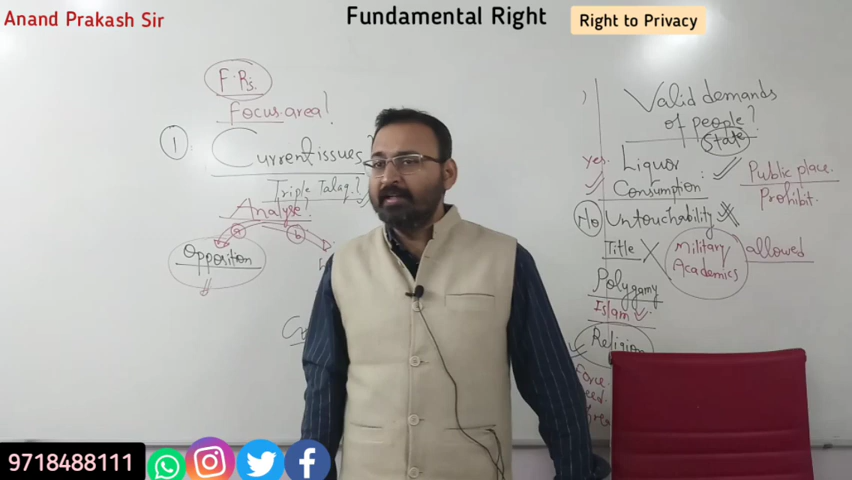 Anand Prakash Sir
Fundamental Right
Right to Privacy
F.Rs.
Focus area!
1
Current issues
Triple Talaq.?
Analyse?
a
b
Opposition
Valid demands
of people?
State
yes.
Liquor
Consumption
:
Public place.
Prohibit.
No
Untouchability
Title
Military
Academics
allowed
Polygamy
Islam
Religion
Force.
9718488111